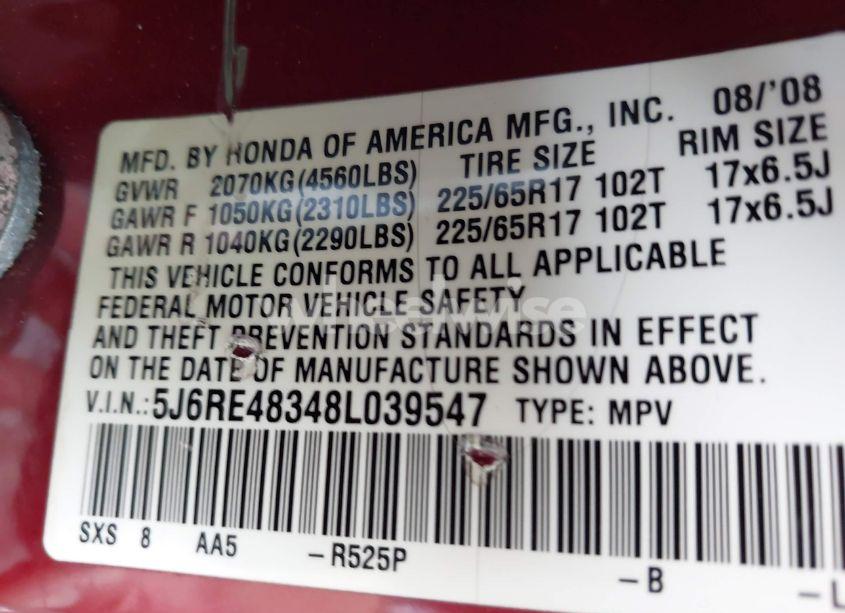 MFD. BY HONDA OF AMERICA MFG., INC. 08/'08
GVWR 2070KG(4560LBS) TIRE SIZE RIM SIZE
GAWR F 1050KG(2310LBS) 225/65R17 102T 17x6.5J
GAWR R 1040KG(2290LBS) 225/65R17 102T 17x6.5J
THIS VEHICLE CONFORMS TO ALL APPLICABLE
FEDERAL MOTOR VEHICLE SAFETY
AND THEFT PREVENTION STANDARDS IN EFFECT
ON THE DATE OF MANUFACTURE SHOWN ABOVE.
V.I.N.: 5J6RE48348L039547 TYPE: MPV
SXS 8 AA5 -R525P -B
wheelwise